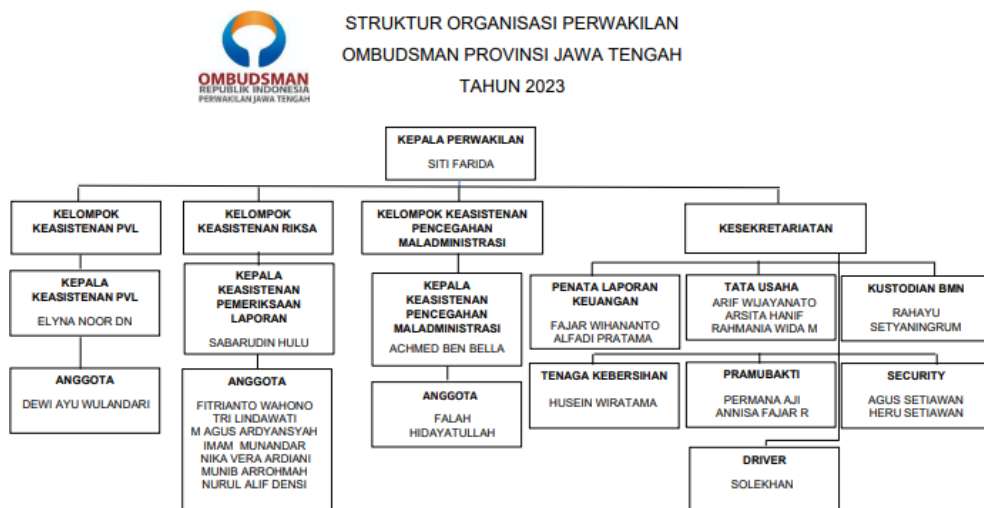 STRUKTUR ORGANISASI PERWAKILAN
OMBUDSMAN PROVINSI JAWA TENGAH
TAHUN 2023
OMBUDSMAN
REPUBLIK INDONESIA
PERWAKILAN JAWA TENGAH
KEPALA PERWAKILAN
SITI FARIDA
KELOMPOK
KEASISTENAN PVL
KELOMPOK
KEASISTENAN RIKSA
KELOMPOK KEASISTENAN
PENCEGAHAN
MALADMINISTRASI
KESEKRETARIATAN
KEPALA
KEASISTENAN PVL
ELYNA NOOR DN
KEPALA
KEASISTENAN
PEMERIKSAAN
LAPORAN
SABARUDIN HULU
KEPALA
KEASISTENAN
PENCEGAHAN
MALADMINISTRASI
ACHMED BEN BELLA
PENATA LAPORAN
KEUANGAN
FAJAR WIHANANTO
ALFADI PRATAMA
TATA USAHA
ARIF WIJAYANATO
ARSITA HANIF
RAHMANIA WIDA M
KUSTODIAN BMN
RAHAYU
SETYANINGRUM
ANGGOTA
DEWI AYU WULANDARI
ANGGOTA
FITRIANTO WAHONO
TRI LINDAWATI
M AGUS ARDYANSYAH
IMAM MUNANDAR
NIKA VERA ARDIANI
MUNIB ARROHMAH
NURUL ALIF DENSI
ANGGOTA
FALAH
HIDAYATULLAH
TENAGA KEBERSIHAN
HUSEIN WIRATAMA
PRAMUBAKTI
PERMANA AJI
ANNISA FAJAR R
SECURITY
AGUS SETIAWAN
HERU SETIAWAN
DRIVER
SOLEKHAN